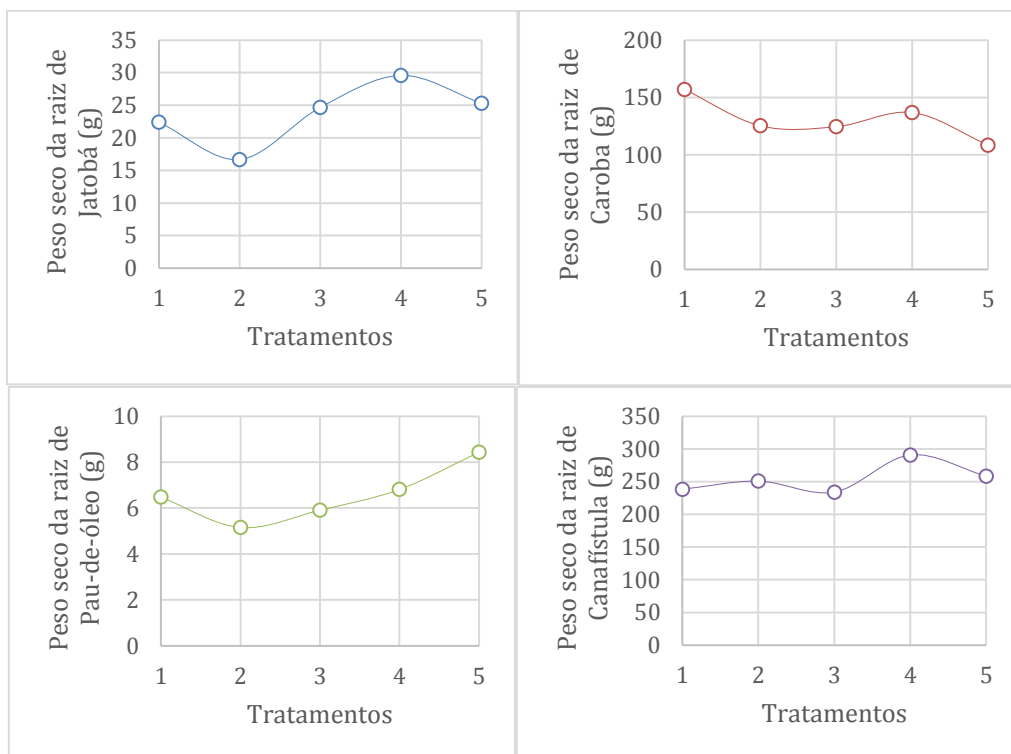 Peso seco da raiz de
Jatobá (g)
35
30
25
20
15
10
5
0
1 2 3 4 5
Tratamentos
Peso seco da raiz de
Caroba (g)
200
150
100
50
0
1 2 3 4 5
Tratamentos
Peso seco da raiz de
Pau-de-óleo (g)
10
8
6
4
2
0
1 2 3 4 5
Tratamentos
Peso seco da raiz de
Canafístula (g)
350
300
250
200
150
100
50
0
1 2 3 4 5
Tratamentos